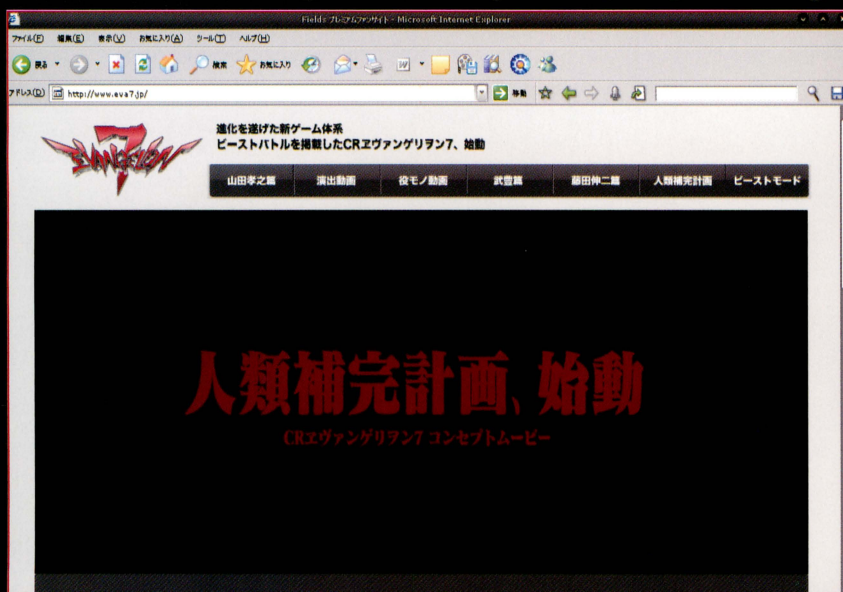 Fields プレミアムファンサイト - Microsoft Internet Explorer
ファイル(F) 編集(E) 表示(V) お気に入り(A) ツール(T) ヘルプ(H)
戻る 検索 お気に入り
アドレス(D) http://www.eva7.jp/ 移動
EVANGELION 7
進化を遂げた新ゲーム体系
ビーストバトルを掲載したCRヱヴァンゲリヲン7、始動
山田孝之篇 演出動画 役モノ動画 武豊篇 藤田伸二篇 人類補完計画 ビーストモード
人類補完計画、始動
CRヱヴァンゲリヲン7 コンセプトムービー